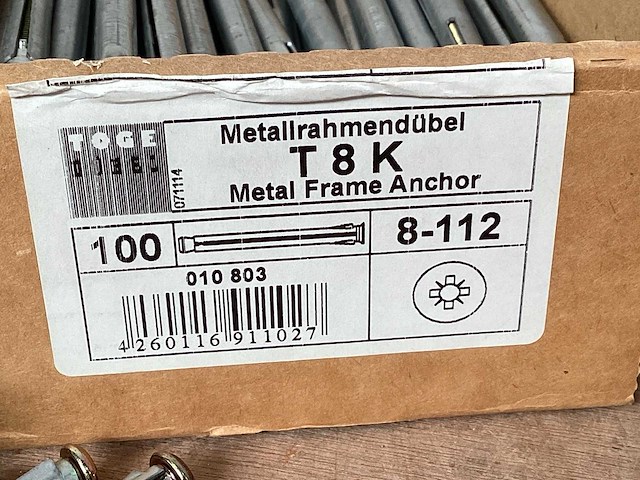 TOGE
DÜBEL
071114
Metallrahmendübel
T 8 K
Metal Frame Anchor
100
8-112
010 803
4 260116 911027